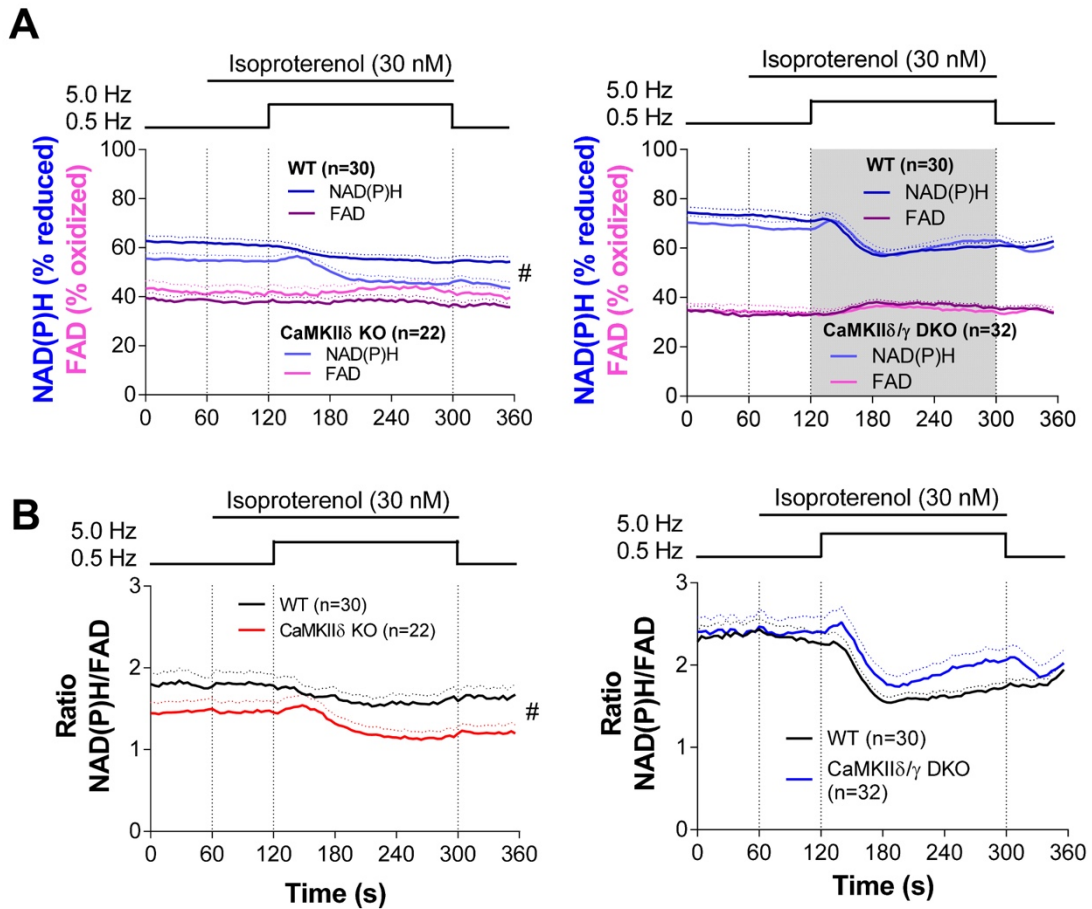 A
Isoproterenol (30 nM)
5.0 Hz
0.5 Hz
NAD(P)H (% reduced)
FAD (% oxidized)
100
80
60
40
20
0
WT (n=30)
NAD(P)H
FAD
#
CaMKIIδ KO (n=22)
NAD(P)H
FAD
0 60 120 180 240 300 360
Isoproterenol (30 nM)
5.0 Hz
0.5 Hz
NAD(P)H (% reduced)
FAD (% oxidized)
100
80
60
40
20
0
WT (n=30)
NAD(P)H
FAD
CaMKIIδ/γ DKO (n=32)
NAD(P)H
FAD
0 60 120 180 240 300 360
B
Isoproterenol (30 nM)
5.0 Hz
0.5 Hz
Ratio
NAD(P)H/FAD
3
2
1
0
WT (n=30)
CaMKIIδ KO (n=22)
#
0 60 120 180 240 300 360
Time (s)
Isoproterenol (30 nM)
5.0 Hz
0.5 Hz
Ratio
NAD(P)H/FAD
3
2
1
0
WT (n=30)
CaMKIIδ/γ DKO
(n=32)
0 60 120 180 240 300 360
Time (s)